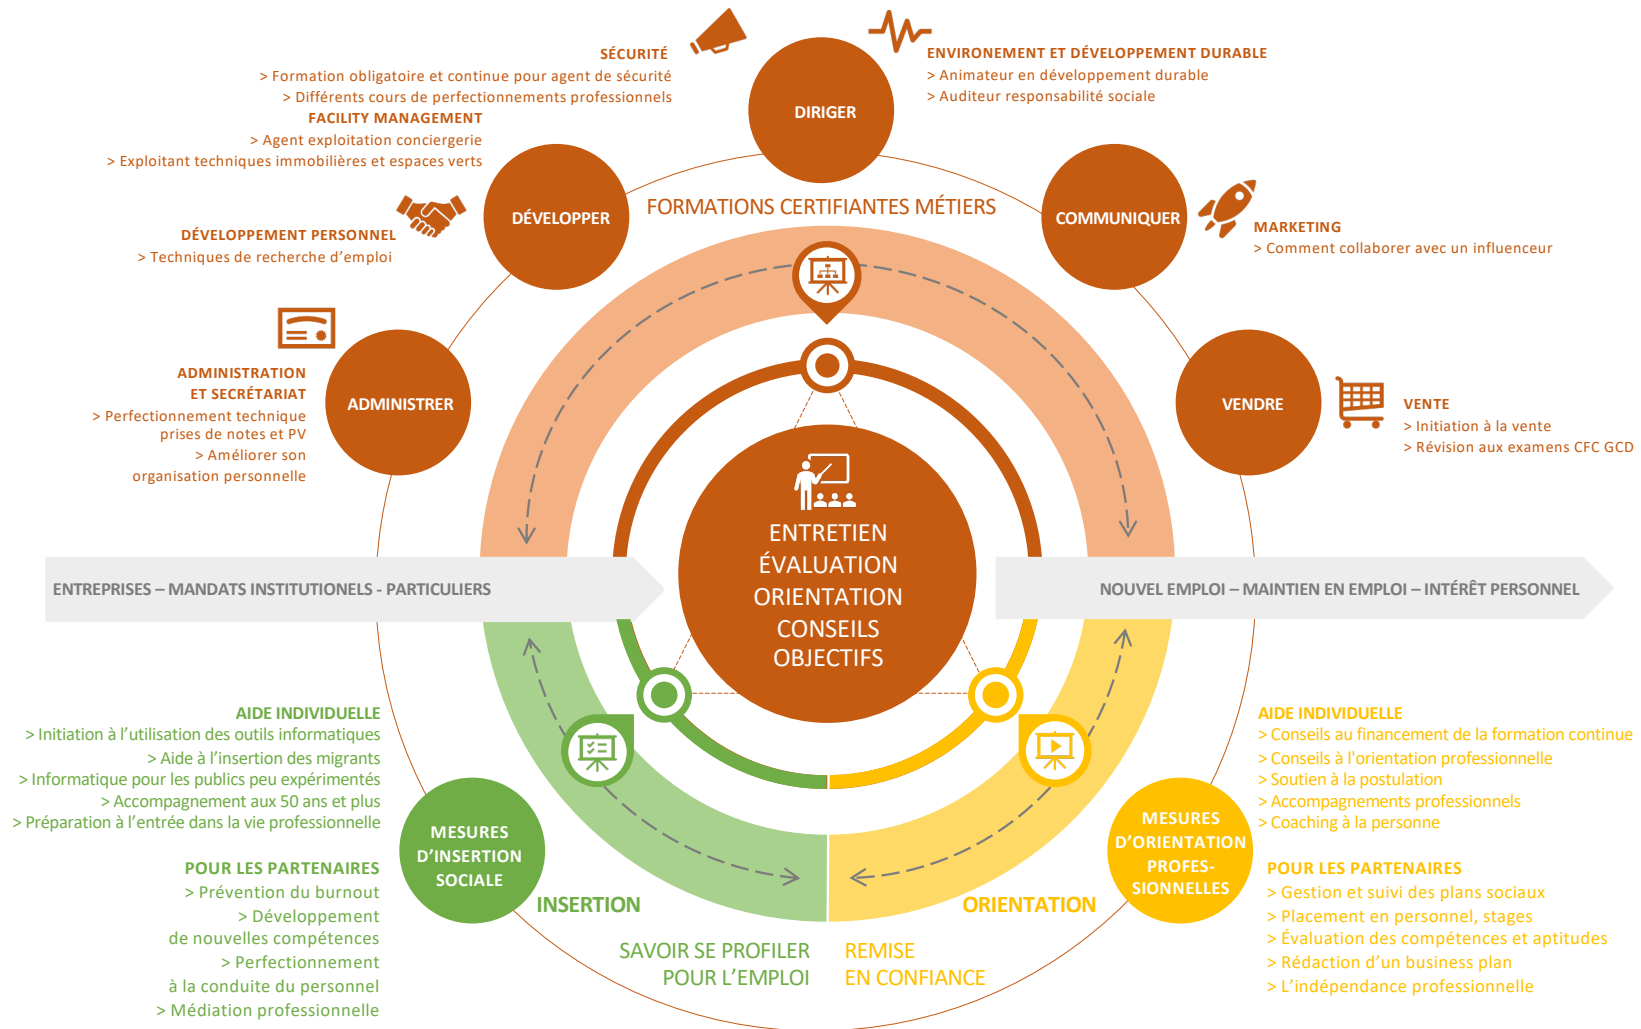 SÉCURITÉ
> Formation obligatoire et continue pour agent de sécurité
> Différents cours de perfectionnements professionnels
FACILITY MANAGEMENT
> Agent exploitation conciergerie
> Exploitant techniques immobilières et espaces verts
DIRIGER
ENVIRONEMENT ET DÉVELOPPEMENT DURABLE
> Animateur en développement durable
> Auditeur responsabilité sociale
DÉVELOPPER
FORMATIONS CERTIFIANTES MÉTIERS
COMMUNIQUER
DÉVELOPPEMENT PERSONNEL
> Techniques de recherche d’emploi
MARKETING
> Comment collaborer avec un influenceur
ADMINISTRATION
ET SECRÉTARIAT
> Perfectionnement technique
prises de notes et PV
> Améliorer son
organisation personnelle
ADMINISTRER
VENDRE
VENTE
> Initiation à la vente
> Révision aux examens CFC GCD
ENTRETIEN
ÉVALUATION
ORIENTATION
CONSEILS
OBJECTIFS
ENTREPRISES – MANDATS INSTITUTIONELS - PARTICULIERS
NOUVEL EMPLOI – MAINTIEN EN EMPLOI – INTÉRÊT PERSONNEL
AIDE INDIVIDUELLE
> Initiation à l’utilisation des outils informatiques
> Aide à l’insertion des migrants
> Informatique pour les publics peu expérimentés
> Accompagnement aux 50 ans et plus
> Préparation à l’entrée dans la vie professionnelle
POUR LES PARTENAIRES
> Prévention du burnout
> Développement
de nouvelles compétences
> Perfectionnement
à la conduite du personnel
> Médiation professionnelle
MESURES
D’INSERTION
SOCIALE
INSERTION
SAVOIR SE PROFILER
POUR L’EMPLOI
ORIENTATION
REMISE
EN CONFIANCE
MESURES
D’ORIENTATION
PROFES-
SIONNELLES
AIDE INDIVIDUELLE
> Conseils au financement de la formation continue
> Conseils à l'orientation professionnelle
> Soutien à la postulation
> Accompagnements professionnels
> Coaching à la personne
POUR LES PARTENAIRES
> Gestion et suivi des plans sociaux
> Placement en personnel, stages
> Évaluation des compétences et aptitudes
> Rédaction d’un business plan
> L’indépendance professionnelle